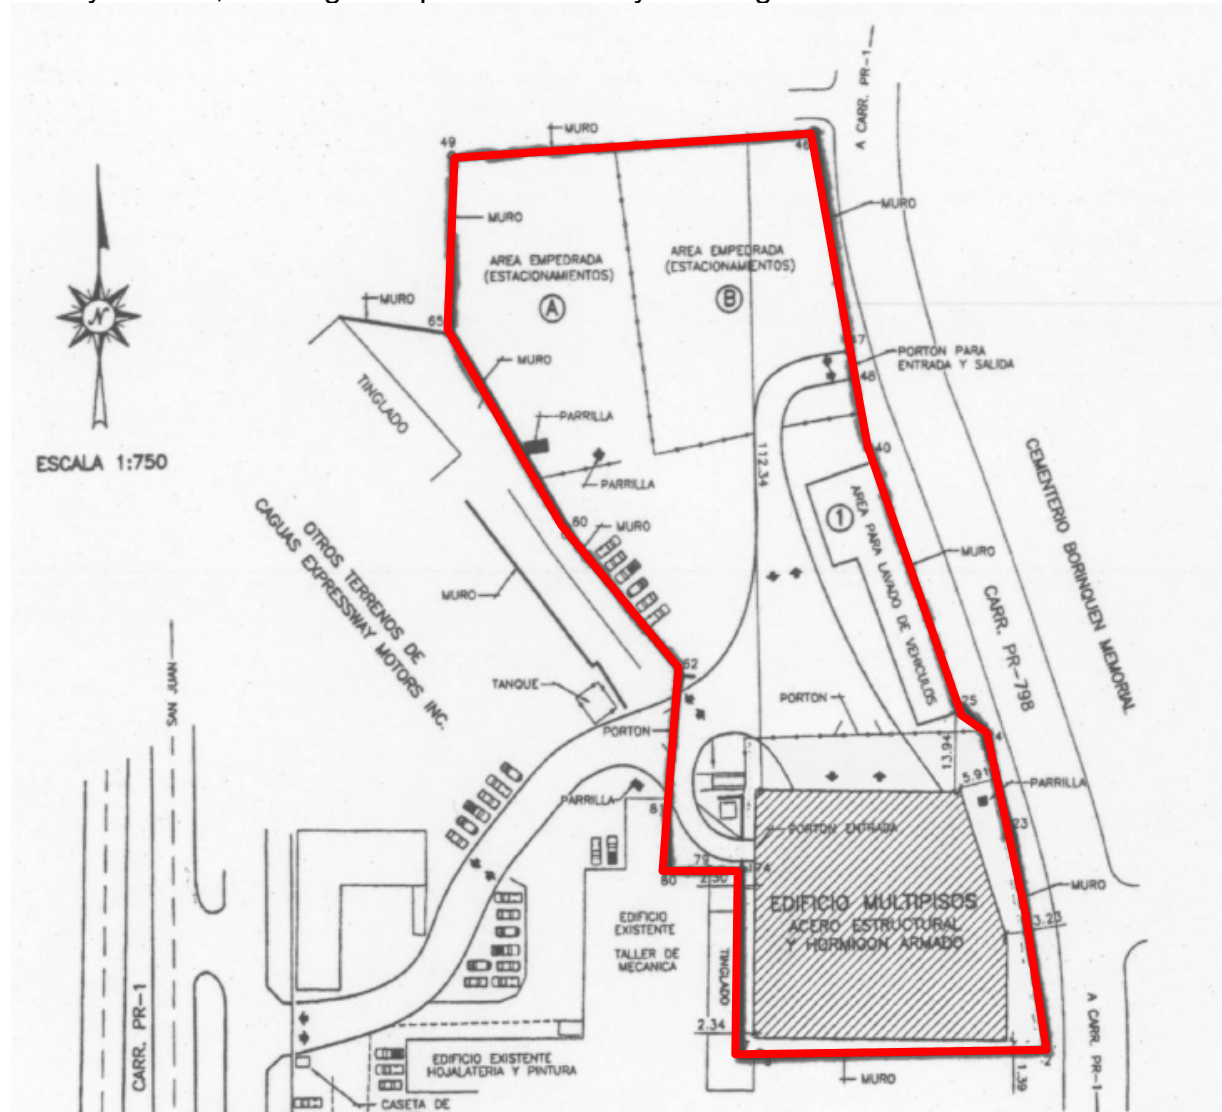 A CARR. PR-1
MURO
49
46
MURO
MURO
AREA EMPEDRADA
(ESTACIONAMIENTOS)
A
AREA EMPEDRADA
(ESTACIONAMIENTOS)
B
N
MURO
65
47
PORTON PARA
ENTRADA Y SALIDA
48
MURO
TINGLADO
PARRILLA
40
ESCALA 1:750
112.34
PARRILLA
CEMENTERIO BORINQUEN MEMORIAL
OTROS TERRENOS DE
CAGUAS EXPRESSWAY MOTORS INC.
60
MURO
1
AREA PARA LAVADO DE VEHICULOS
MURO
MURO
CARR. PR-798
62
SAN JUAN
TANQUE
PORTON
25
PORTON
13.94
5.91
PARRILLA
PARRILLA
81
23
PORTON ENTRADA
79
74
80
2.50
MURO
EDIFICIO MULTIPISOS
ACERO ESTRUCTURAL
Y HORMIGON ARMADO
3.23
EDIFICIO
EXISTENTE
TALLER DE
MECANICA
TINGLADO
CARR. PR-1
2.34
A CARR. PR-1
EDIFICIO EXISTENTE
HOJALATERIA Y PINTURA
1.39
MURO
CASETA DE